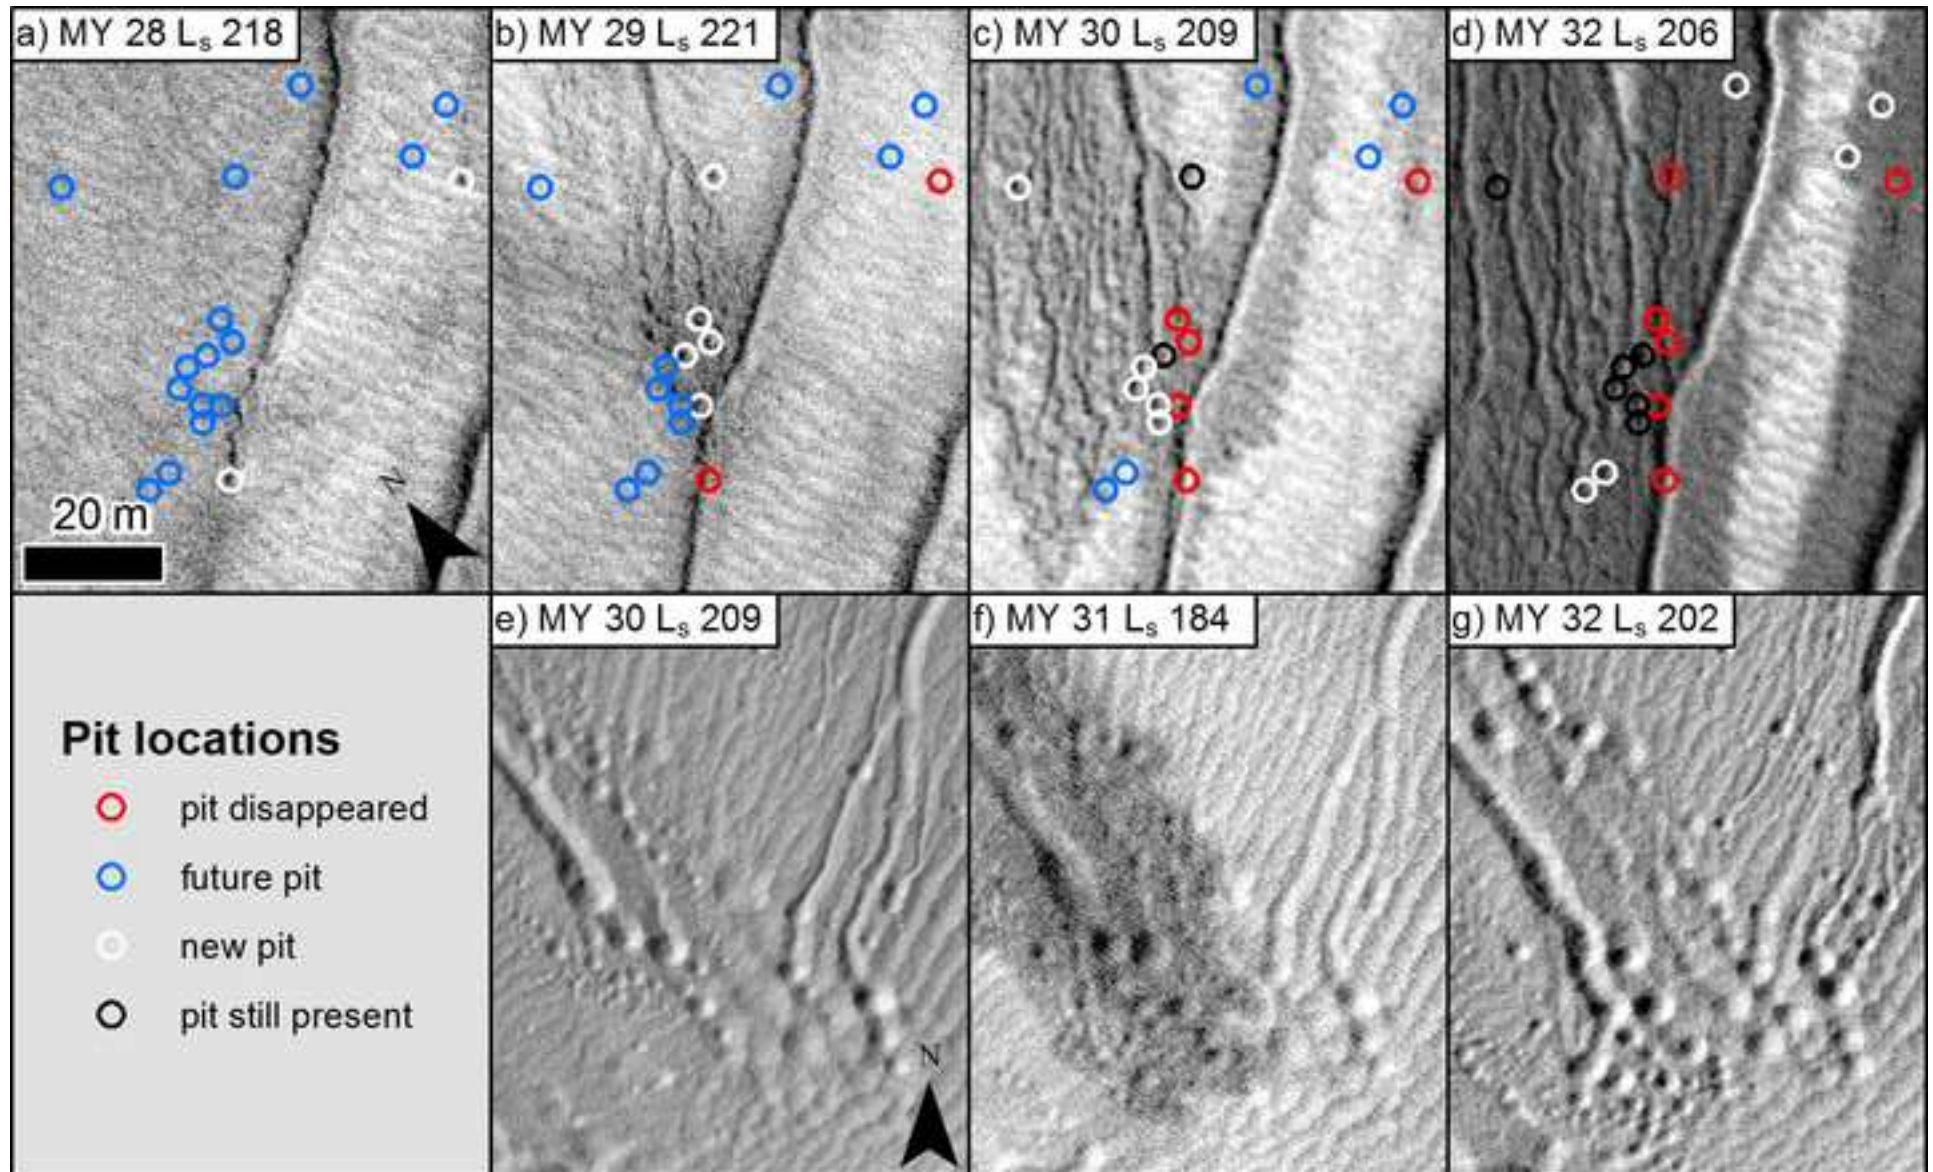 a) MY 28 Ls 218
b) MY 29 Ls 221
c) MY 30 Ls 209
d) MY 32 Ls 206
N
20 m
e) MY 30 Ls 209
f) MY 31 Ls 184
g) MY 32 Ls 202
Pit locations
pit disappeared
future pit
new pit
pit still present
N